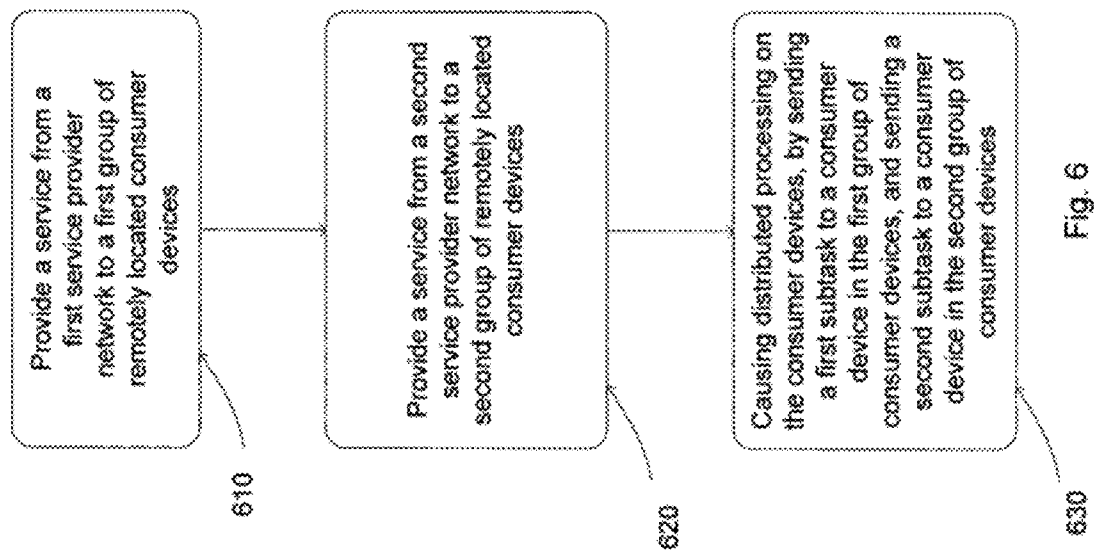 Provide a service from a
first service provider
network to a first group of
remotely located consumer
devices
610
Provide a service from a second
service provider network to a
second group of remotely located
consumer devices
620
Causing distributed processing on
the consumer devices, by sending
a first subtask to a consumer
device in the first group of
consumer devices, and sending a
second subtask to a consumer
device in the second group of
consumer devices
630
Fig. 6